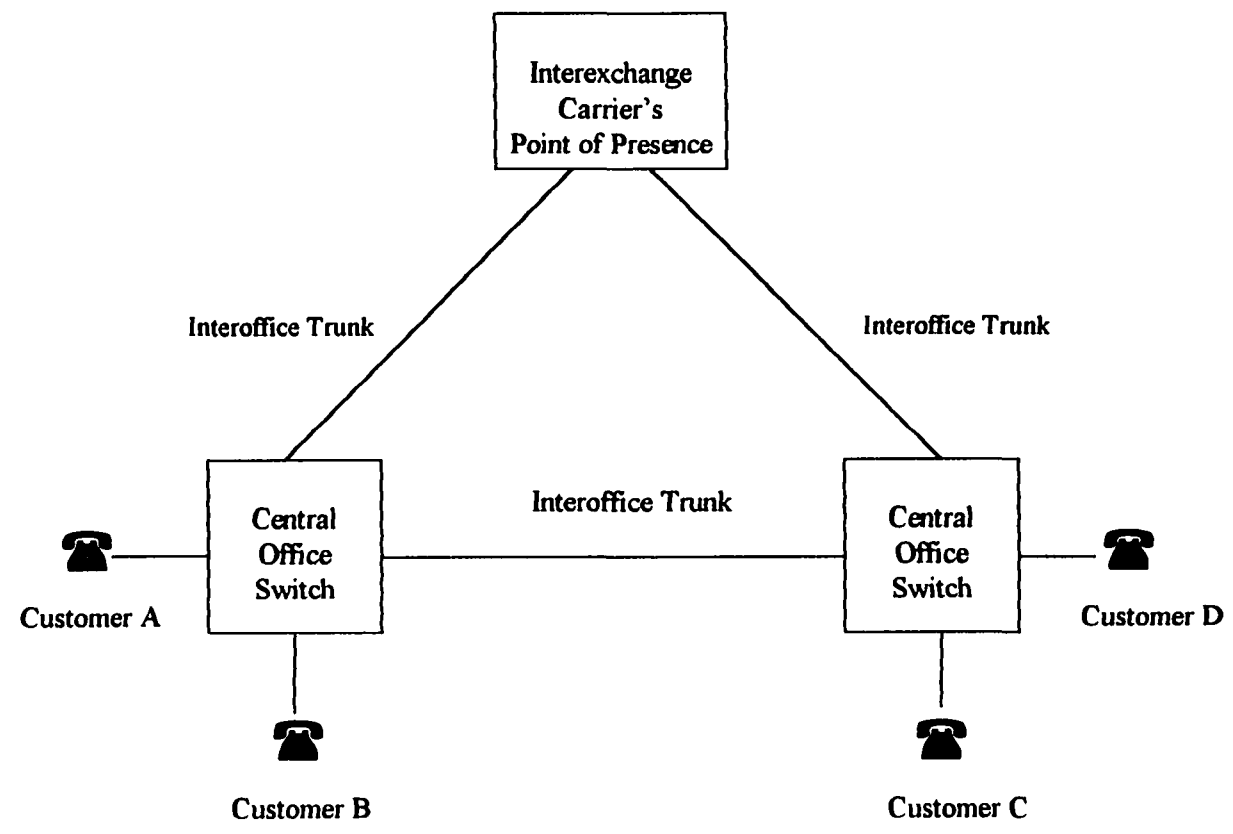 Interexchange
Carrier's
Point of Presence
Interoffice Trunk
Interoffice Trunk
Interoffice Trunk
Central
Office
Switch
Central
Office
Switch
Customer A
Customer D
Customer B
Customer C